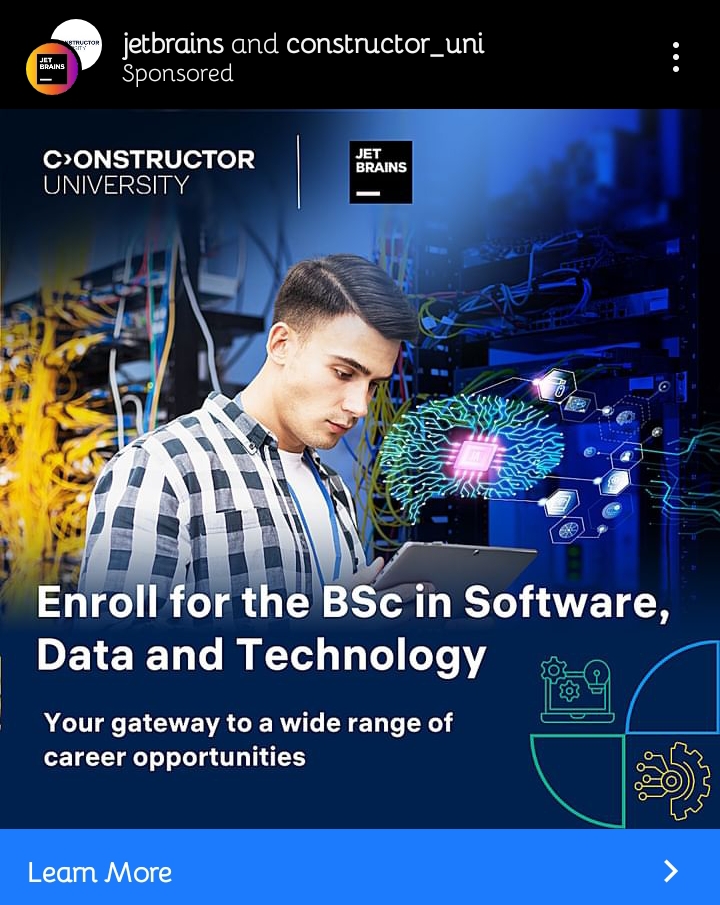 jetbrains and constructor_uni
Sponsored
C>ONSTRUCTOR
UNIVERSITY
JET
BRAINS
JET
BRAINS
Enroll for the BSc in Software,
Data and Technology
Your gateway to a wide range of
career opportunities
Learn More